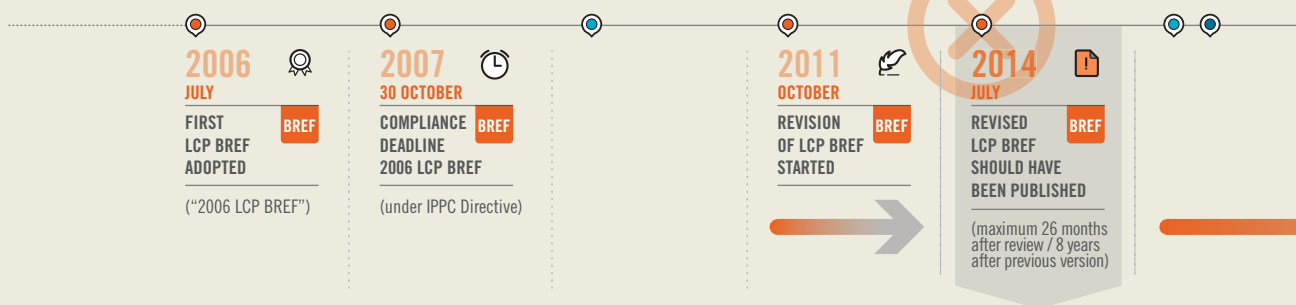 2006
JULY
BREF
FIRST
LCP BREF
ADOPTED
(“2006 LCP BREF”)
2007
30 OCTOBER
BREF
COMPLIANCE
DEADLINE
2006 LCP BREF
(under IPPC Directive)
2011
OCTOBER
BREF
REVISION
OF LCP BREF
STARTED
2014
!
JULY
BREF
REVISED
LCP BREF
SHOULD HAVE
BEEN PUBLISHED
(maximum 26 months
after review / 8 years
after previous version)